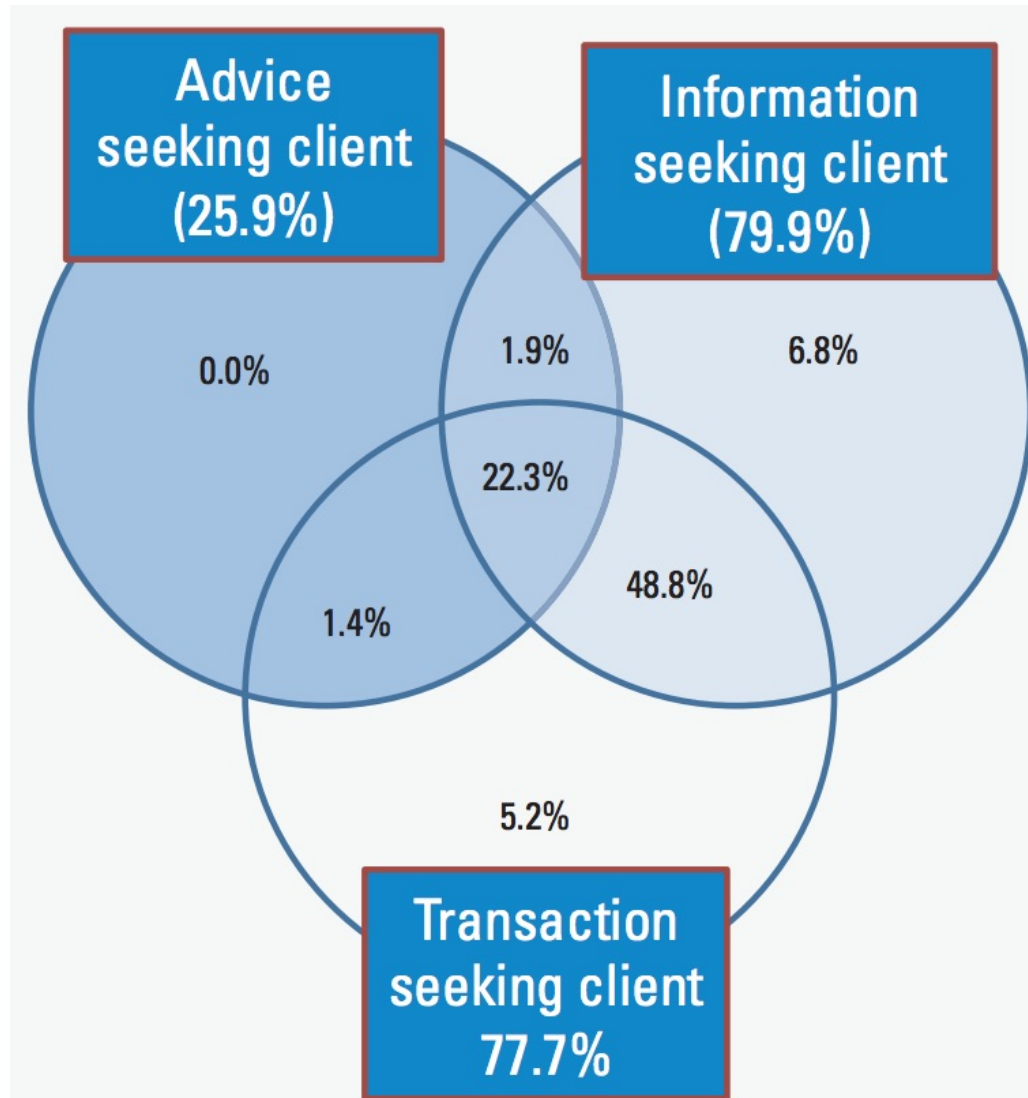 Advice
seeking client
(25.9%)
Information
seeking client
(79.9%)
0.0%
1.9%
6.8%
22.3%
1.4%
48.8%
5.2%
Transaction
seeking client
77.7%